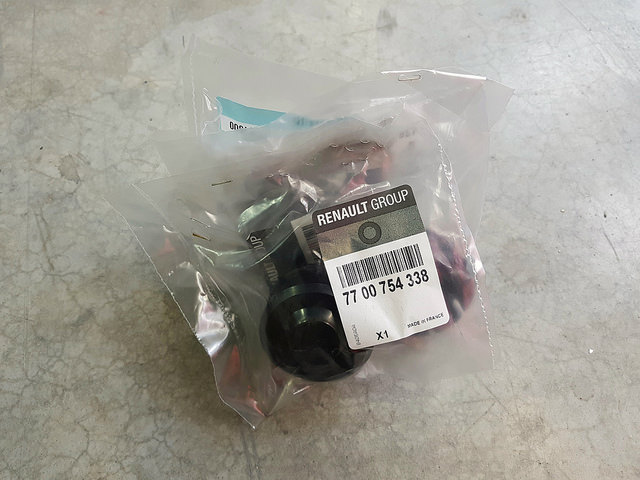 RENAULT GROUP
77 00 754 338
X1
MADE IN FRANCE